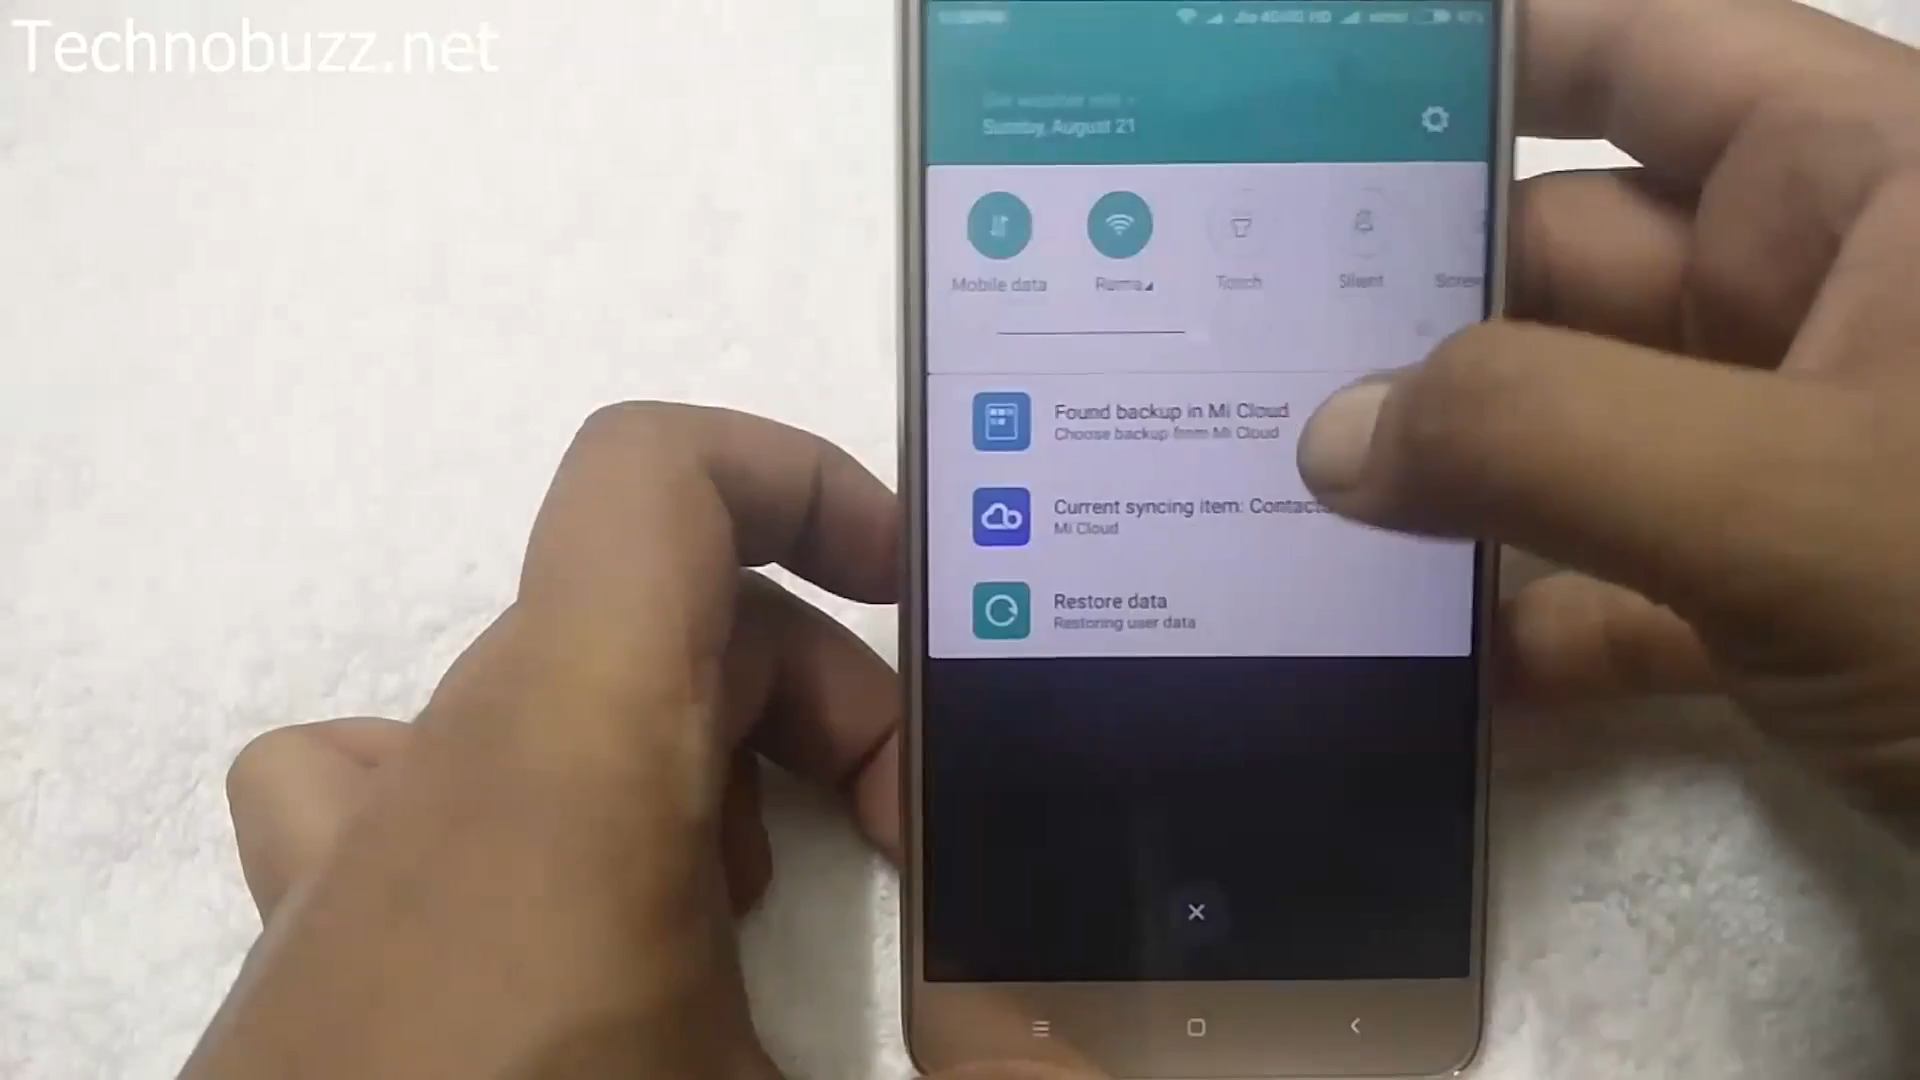 Technobuzz.net
Sunday, August 21
Mobile data
Ruma
Torch
Silent
Found backup in Mi Cloud
Choose backup from Mi Cloud
Current syncing item: Contacts
Mi Cloud
Restore data
Restoring user data